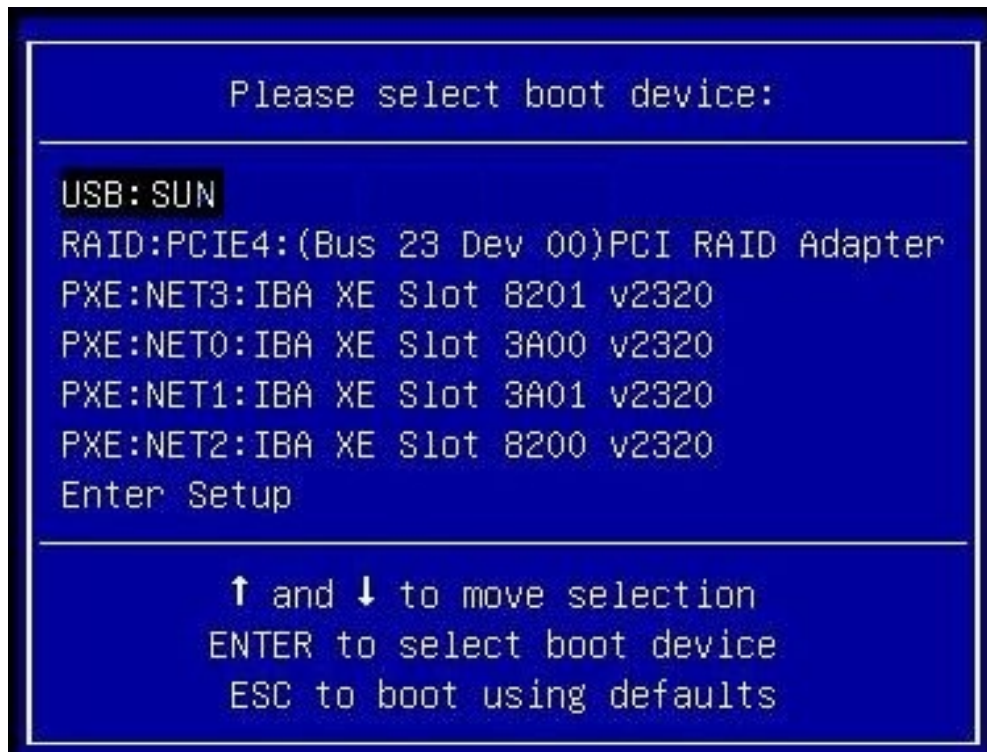 Please select boot device:
USB:SUN
RAID:PCIE4:(Bus 23 Dev 00)PCI RAID Adapter
PXE:NET3:IBA XE Slot 8201 v2320
PXE:NET0:IBA XE Slot 3A00 v2320
PXE:NET1:IBA XE Slot 3A01 v2320
PXE:NET2:IBA XE Slot 8200 v2320
Enter Setup
↑ and ↓ to move selection
ENTER to select boot device
ESC to boot using defaults